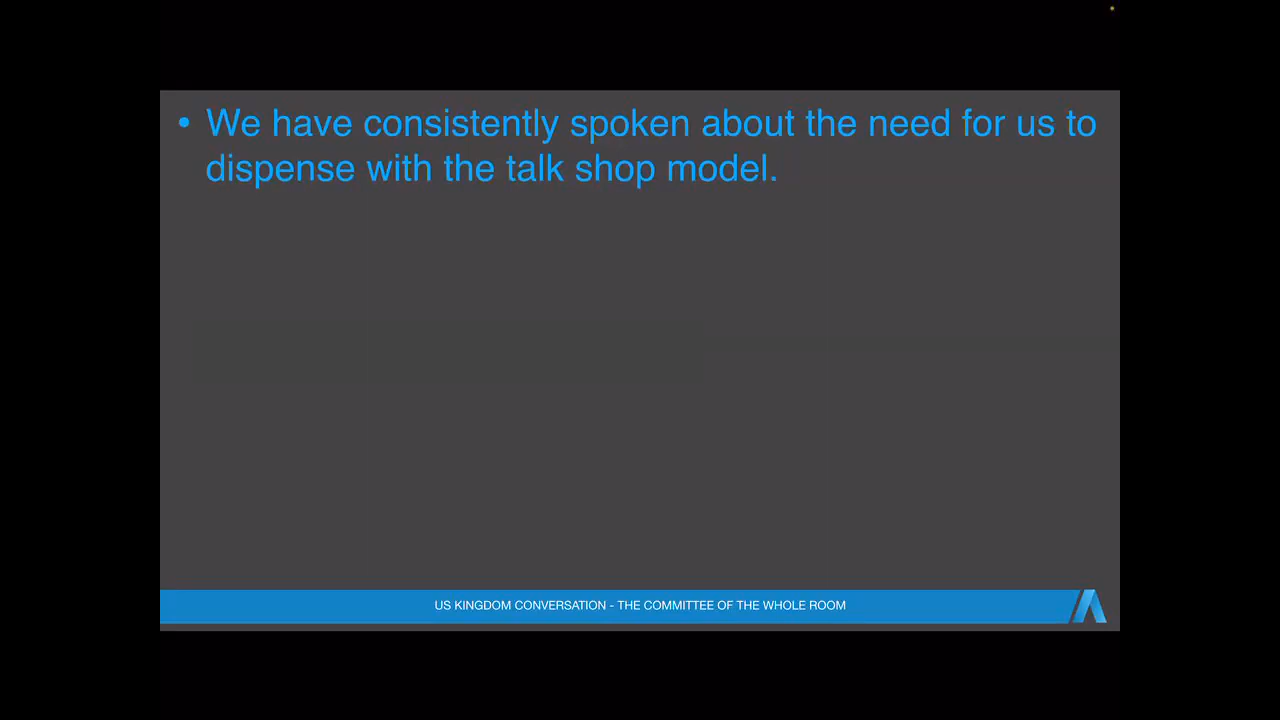 • We have consistently spoken about the need for us to
dispense with the talk shop model.
US KINGDOM CONVERSATION - THE COMMITTEE OF THE WHOLE ROOM